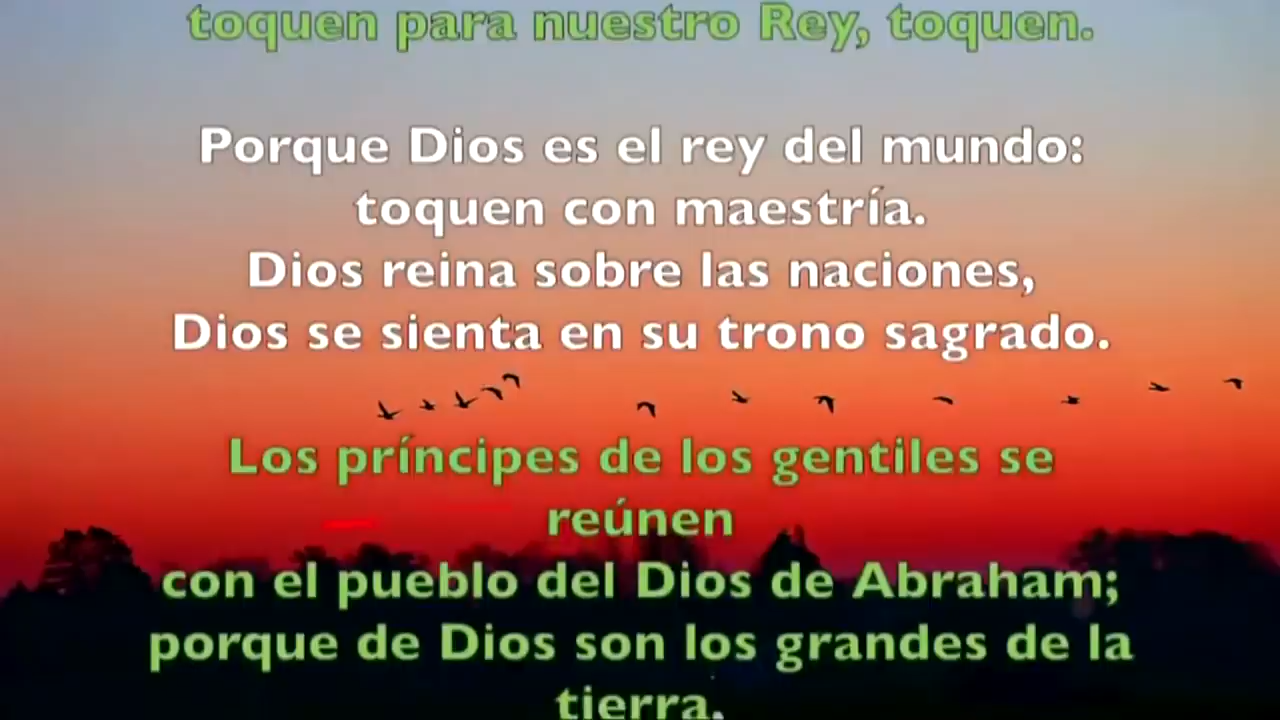 toquen para nuestro Rey, toquen.
Porque Dios es el rey del mundo:
toquen con maestría.
Dios reina sobre las naciones,
Dios se sienta en su trono sagrado.
Los príncipes de los gentiles se
reúnen
con el pueblo del Dios de Abraham;
porque de Dios son los grandes de la
tierra.